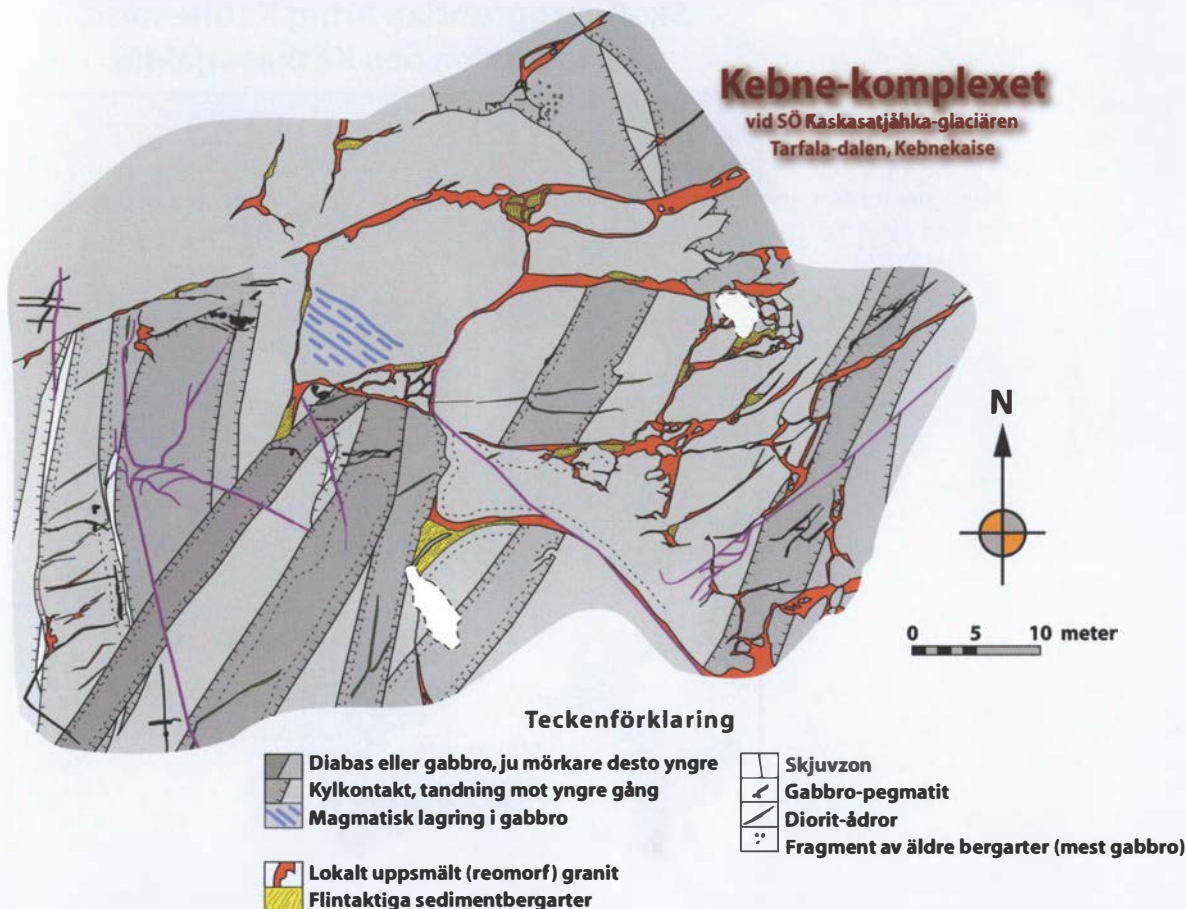 Kebne-komplexet
vid SÖ Kaskasatjåhka-glaciären
Tarfala-dalen, Kebnekaise
N
0 5 10 meter
Teckenförklaring
Diabas eller gabbro, ju mörkare desto yngre
Kylkontakt, tandning mot yngre gång
Magmatisk lagring i gabbro
Lokalt uppsmält (reomorf) granit
Flintaktiga sedimentbergarter
Skjuvzon
Gabbro-pegmatit
Diorit-ådror
Fragment av äldre bergarter (mest gabbro)